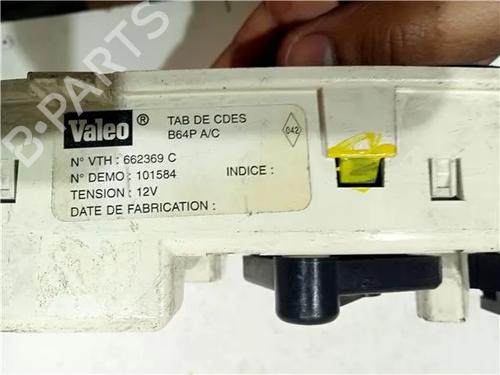 Valeo ® TAB DE CDES
B64P A/C
042
N° VTH : 662369 C
N° DEMO : 101584 INDICE :
TENSION : 12V
DATE DE FABRICATION :
B-PARTS